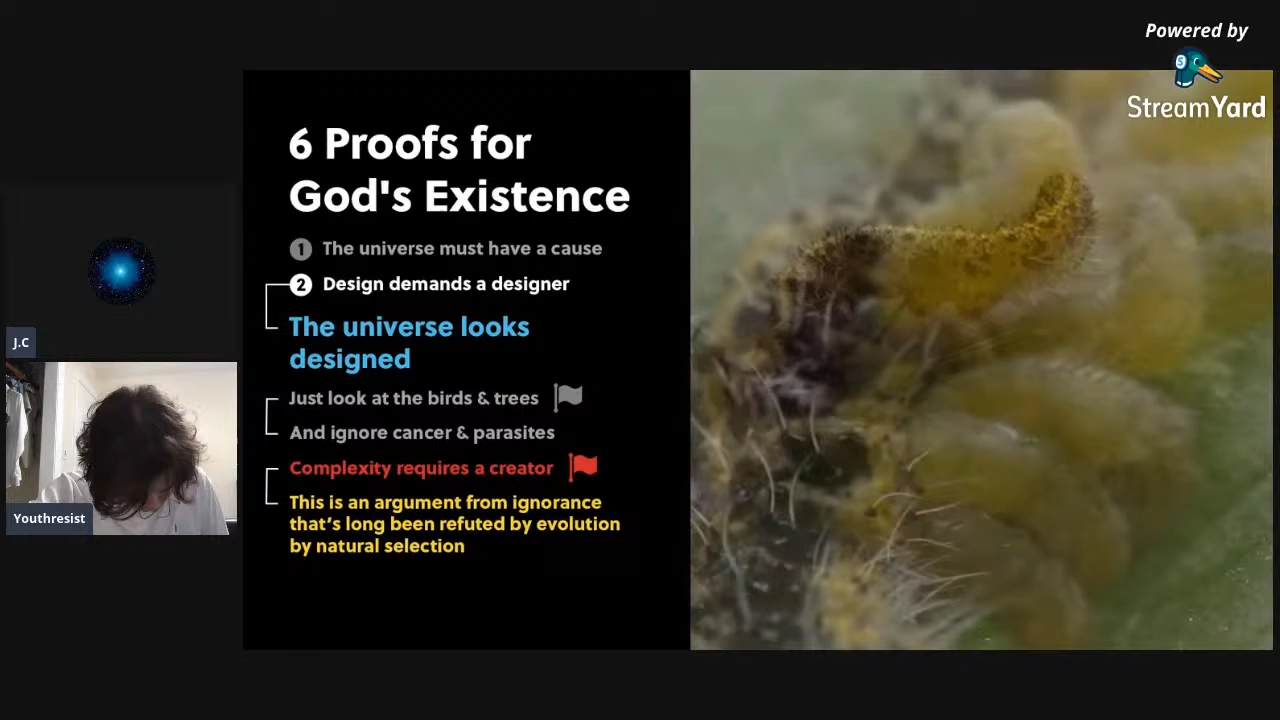 Powered by
StreamYard
6 Proofs for
God's Existence
1 The universe must have a cause
2 Design demands a designer
The universe looks
designed
Just look at the birds & trees
And ignore cancer & parasites
Complexity requires a creator
This is an argument from ignorance
that's long been refuted by evolution
by natural selection
J.C
Youthresist